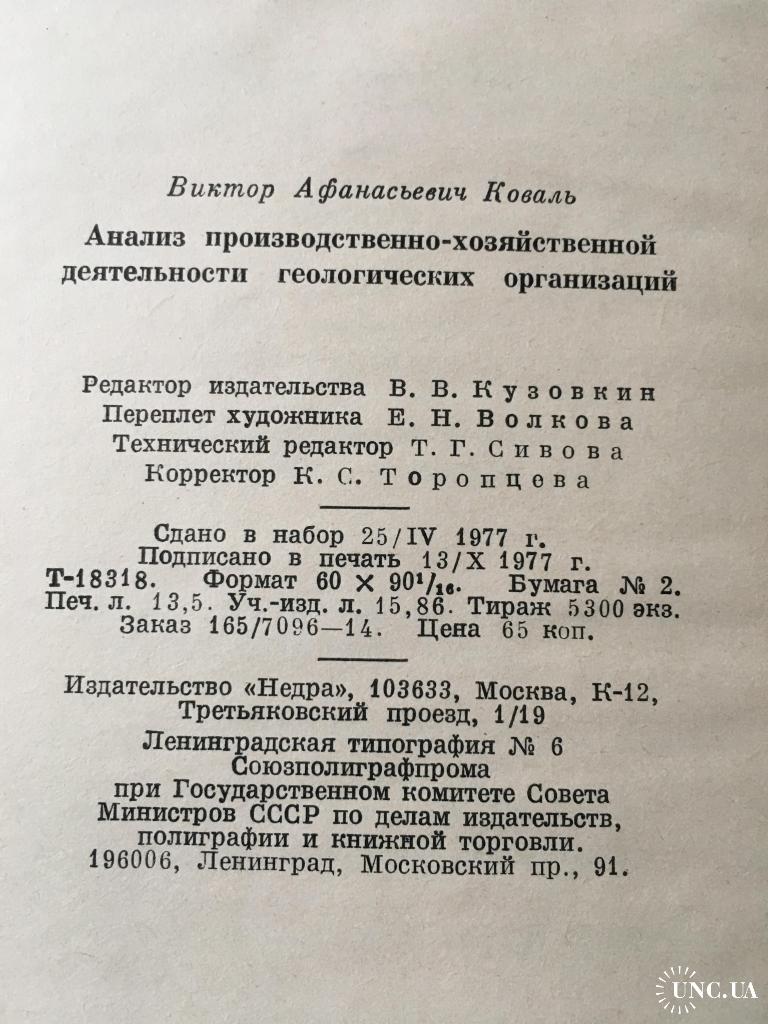 Виктор Афанасьевич Коваль
Анализ производственно-хозяйственной
деятельности геологических организаций
Редактор издательства В. В. Кузовкин
Переплет художника Е. Н. Волкова
Технический редактор Т. Г. Сивова
Корректор К. С. Торопцева
Сдано в набор 25/IV 1977 г.
Подписано в печать 13/X 1977 г.
Т-18318. Формат 60 × 90¹/₁₆. Бумага № 2.
Печ. л. 13,5. Уч.-изд. л. 15,86. Тираж 5300 экз.
Заказ 165/7096—14. Цена 65 коп.
Издательство «Недра», 103633, Москва, К-12,
Третьяковский проезд, 1/19
Ленинградская типография № 6
Союзполиграфпрома
при Государственном комитете Совета
Министров СССР по делам издательств,
полиграфии и книжной торговли.
196006, Ленинград, Московский пр., 91.
UNC.UA